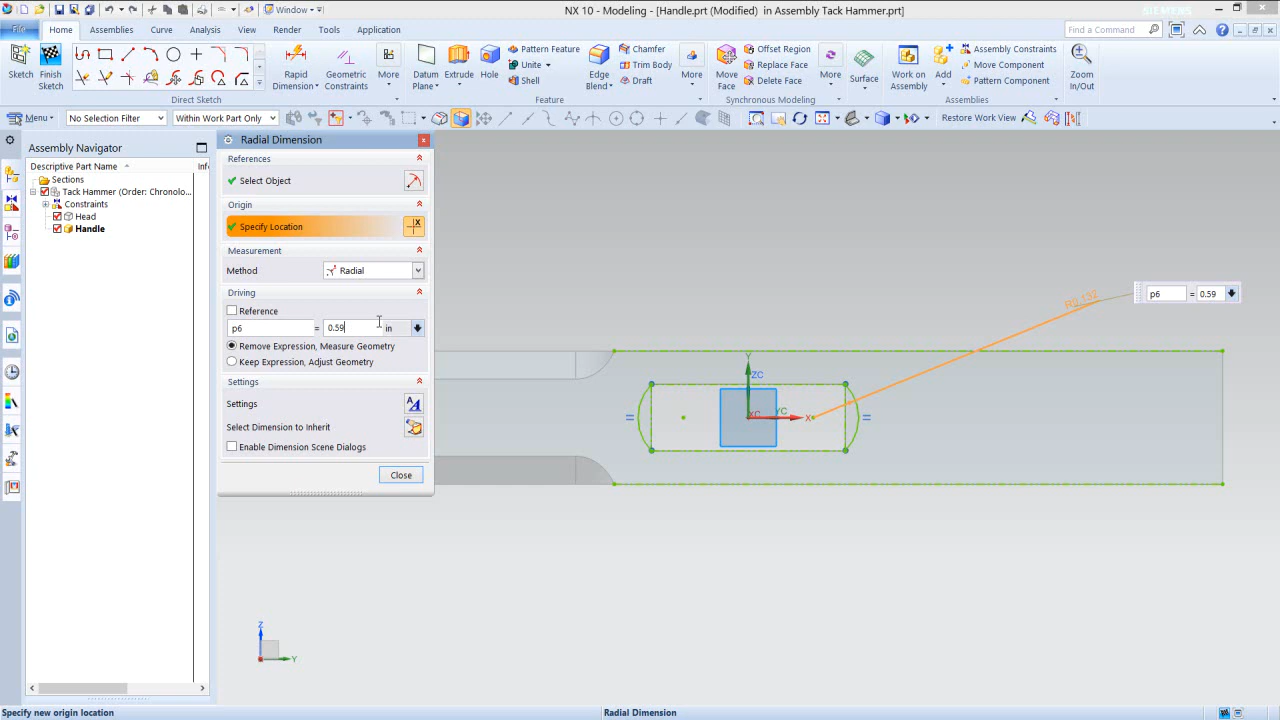 NX 10 - Modeling - [Handle.prt (Modified) in Assembly Tack Hammer.prt]
SIEMENS
Window
File
Home
Assemblies
Curve
Analysis
View
Render
Tools
Application
Find a Command
Sketch
Finish
Sketch
Direct Sketch
Rapid
Dimension
Geometric
Constraints
More
Datum
Plane
Extrude
Hole
Pattern Feature
Unite
Shell
Edge
Blend
Chamfer
Trim Body
Draft
More
Feature
Move
Face
Offset Region
Replace Face
Delete Face
More
Synchronous Modeling
Surface
Work on
Assembly
Add
Assembly Constraints
Move Component
Pattern Component
Assemblies
Zoom
In/Out
Menu
No Selection Filter
Within Work Part Only
Restore Work View
Assembly Navigator
Descriptive Part Name
Info
Sections
Tack Hammer (Order: Chronolo...
Constraints
Head
Handle
Radial Dimension
References
Select Object
Origin
Specify Location
Measurement
Method
Radial
Driving
Reference
p6 = 0.59 in
Remove Expression, Measure Geometry
Keep Expression, Adjust Geometry
Settings
Settings
Select Dimension to Inherit
Enable Dimension Scene Dialogs
Close
R0.132
p6 = 0.59
Y
ZC
XC
YC
X
Z
Y
Specify new origin location
Radial Dimension